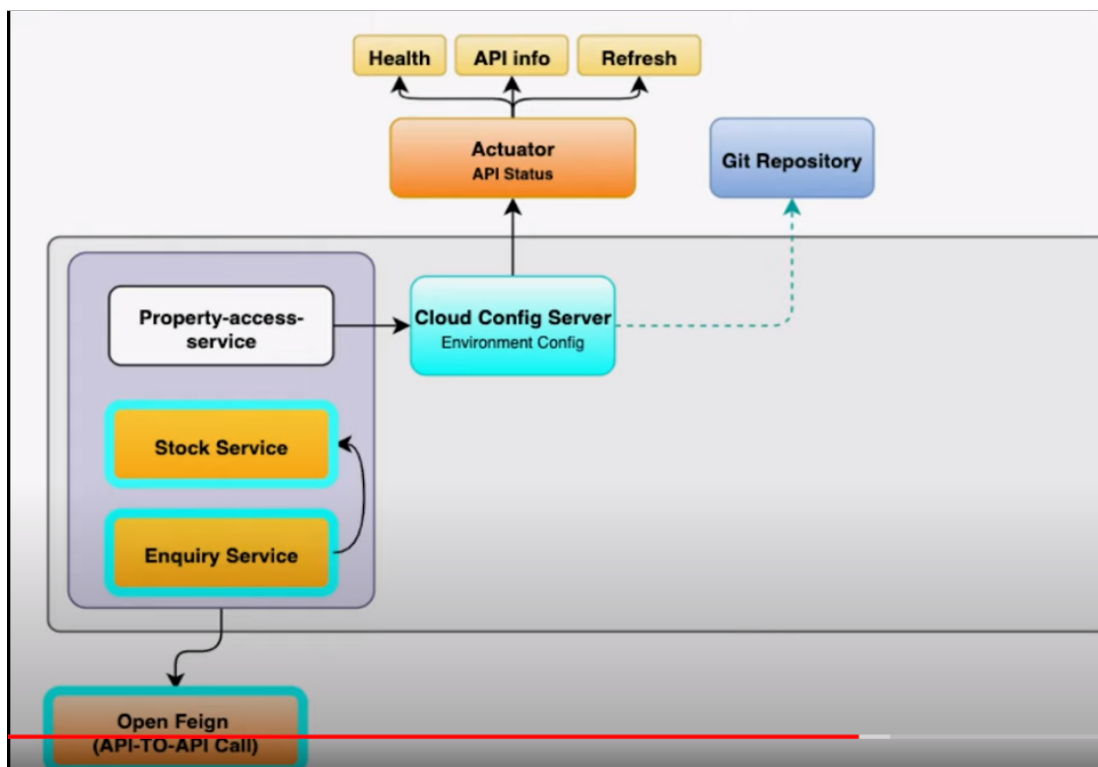 Health
API info
Refresh
Actuator
API Status
Git Repository
Property-access-
service
Cloud Config Server
Environment Config
Stock Service
Enquiry Service
Open Feign
(API-TO-API Call)